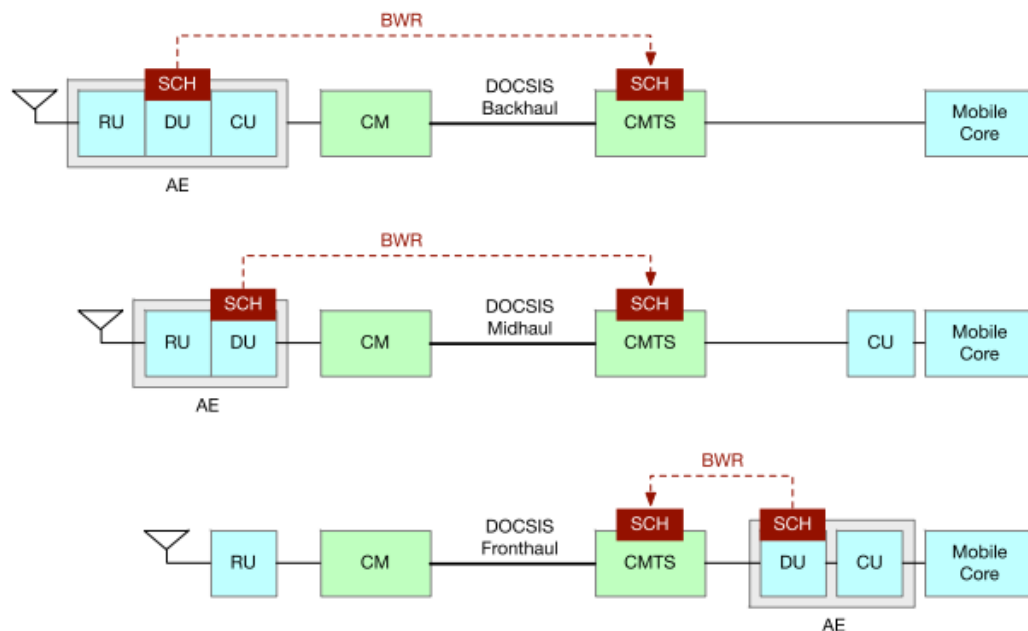 BWR
SCH
SCH
DOCSIS
Backhaul
RU
DU
CU
CM
CMTS
Mobile
Core
AE
BWR
SCH
SCH
DOCSIS
Midhaul
RU
DU
CM
CMTS
CU
Mobile
Core
AE
BWR
SCH
SCH
DOCSIS
Fronthaul
RU
CM
CMTS
DU
CU
Mobile
Core
AE